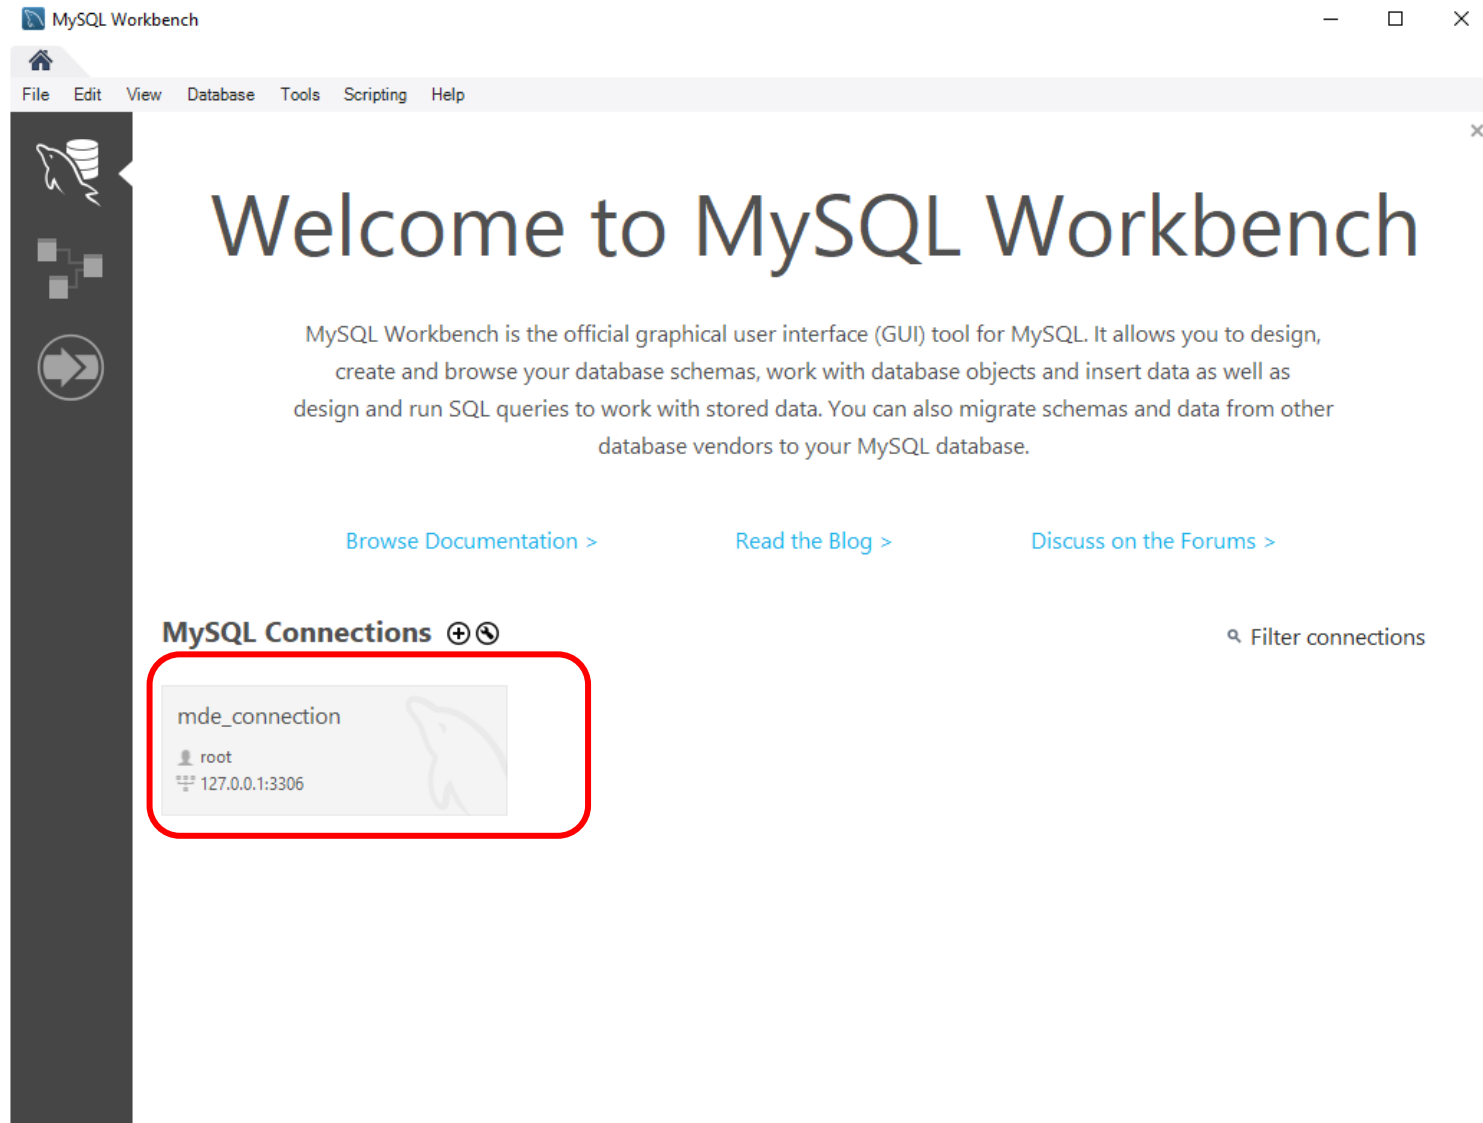 MySQL Workbench
File Edit View Database Tools Scripting Help
Welcome to MySQL Workbench
MySQL Workbench is the official graphical user interface (GUI) tool for MySQL. It allows you to design,
create and browse your database schemas, work with database objects and insert data as well as
design and run SQL queries to work with stored data. You can also migrate schemas and data from other
database vendors to your MySQL database.
Browse Documentation > Read the Blog > Discuss on the Forums >
MySQL Connections Filter connections
mde_connection
root
127.0.0.1:3306